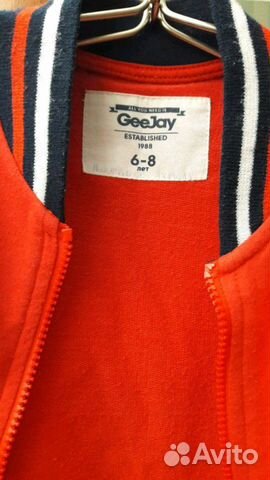 ALL YOU NEED IS
GeeJay
ESTABLISHED
1988
6-8
лет
Avito